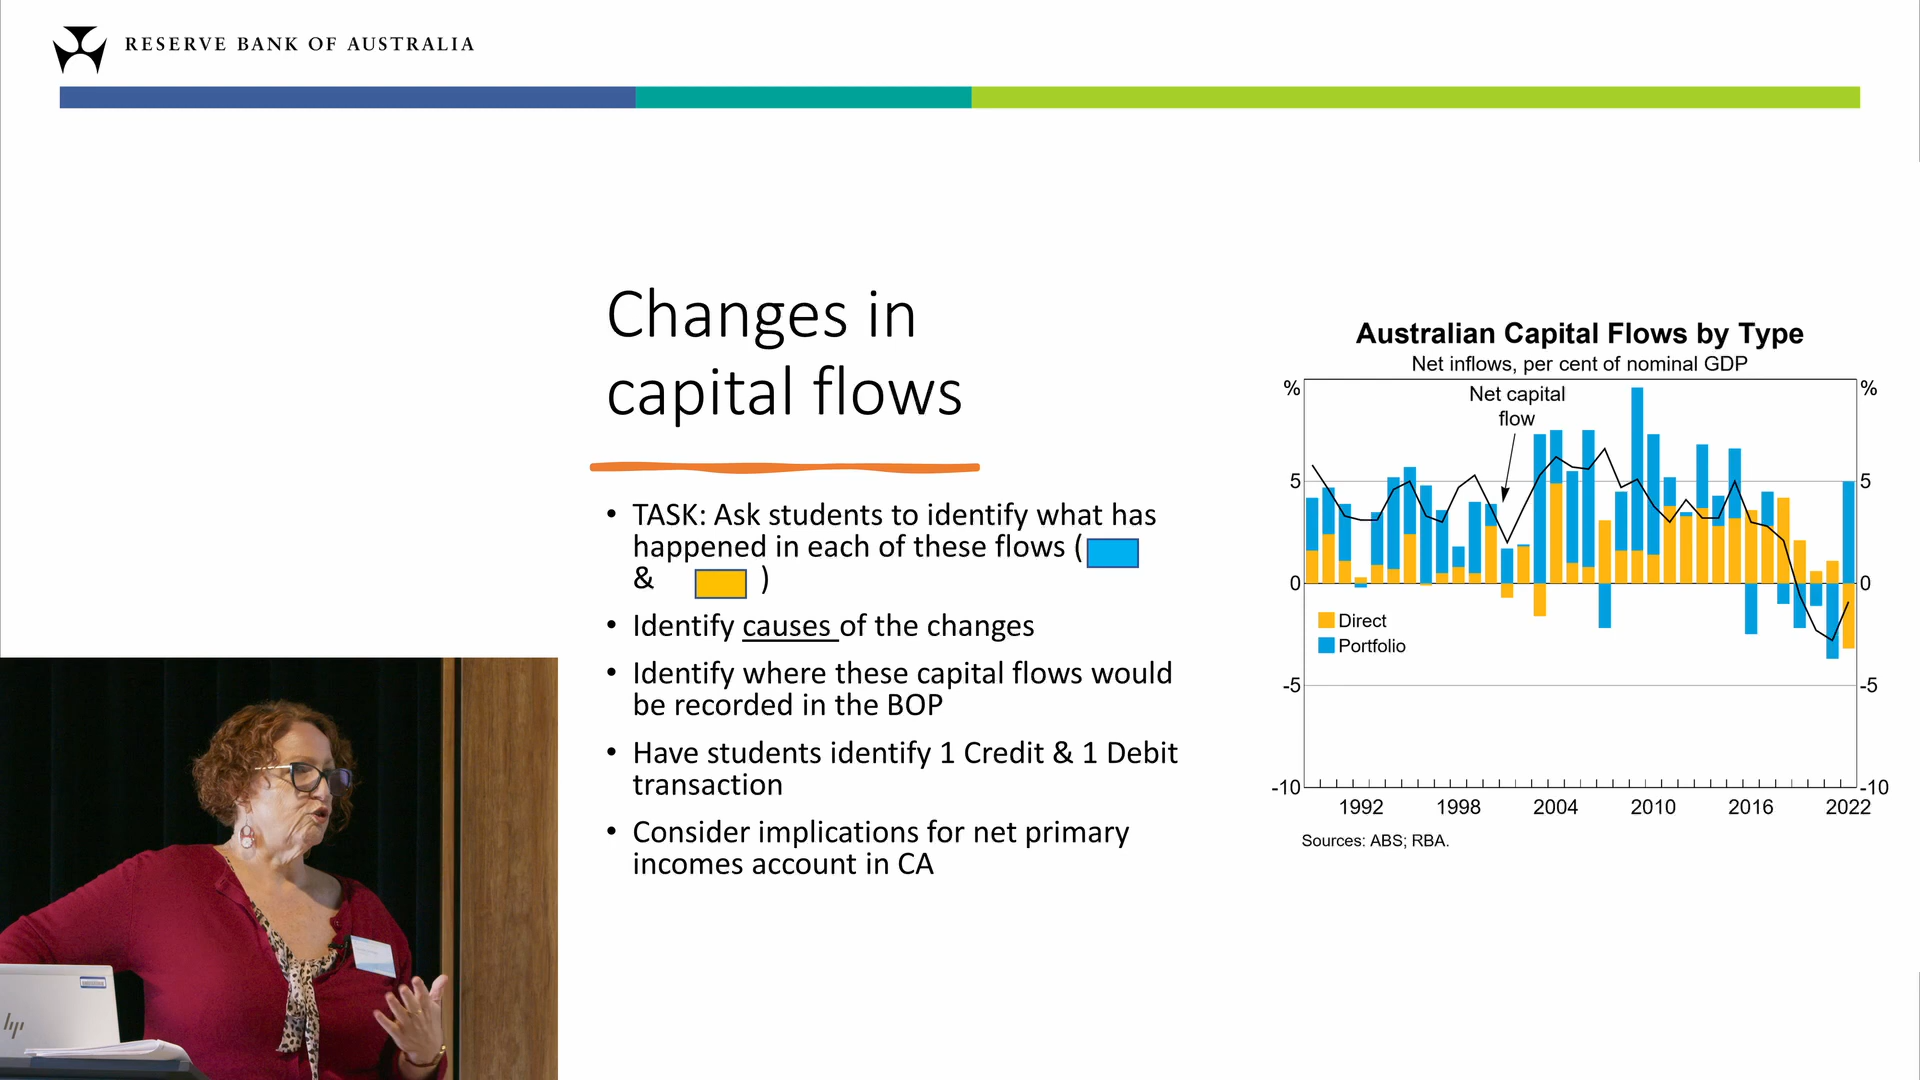 RESERVE BANK OF AUSTRALIA
Changes in
capital flows
• TASK: Ask students to identify what has
happened in each of these flows (
& )
• Identify causes of the changes
• Identify where these capital flows would
be recorded in the BOP
• Have students identify 1 Credit & 1 Debit
transaction
• Consider implications for net primary
incomes account in CA
Australian Capital Flows by Type
Net inflows, per cent of nominal GDP
% %
Net capital
flow
5 5
0 0
Direct
Portfolio
-5 -5
-10 -10
1992 1998 2004 2010 2016 2022
Sources: ABS; RBA.
hp